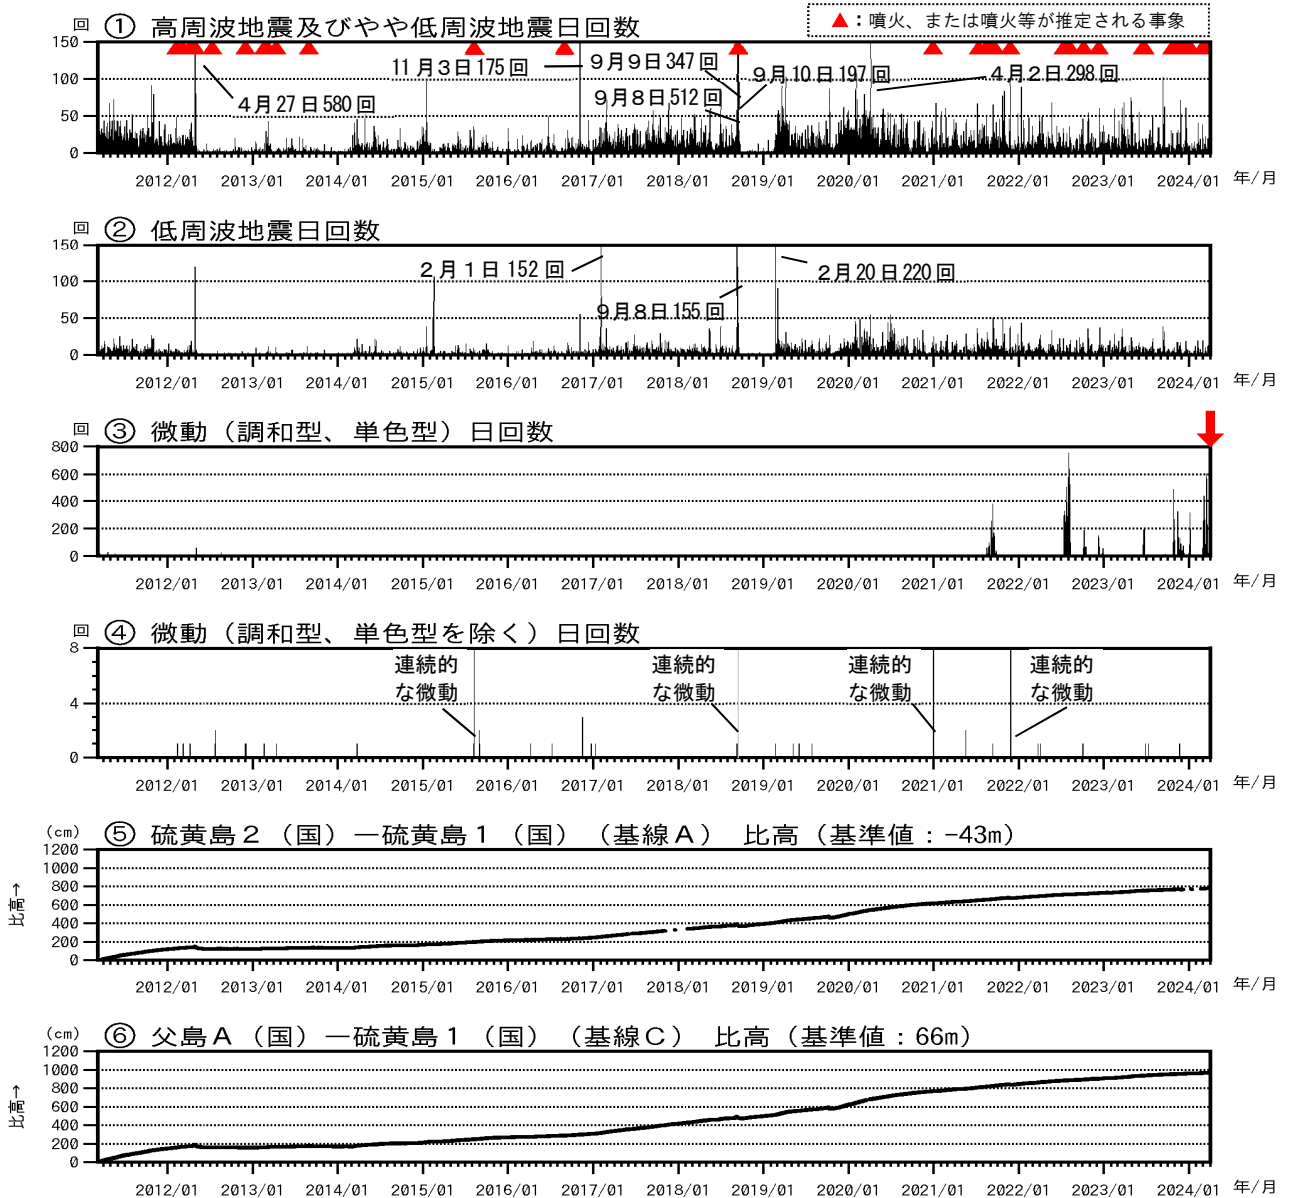 ▲：噴火、または噴火等が推定される事象
回 ① 高周波地震及びやや低周波地震日回数
150
100
50
0
4月27日580回
11月3日175回
9月9日347回
9月8日512回
9月10日197回
4月2日298回
2012/01 2013/01 2014/01 2015/01 2016/01 2017/01 2018/01 2019/01 2020/01 2021/01 2022/01 2023/01 2024/01 年/月
回 ② 低周波地震日回数
150
100
50
0
2月1日152回
9月8日155回
2月20日220回
2012/01 2013/01 2014/01 2015/01 2016/01 2017/01 2018/01 2019/01 2020/01 2021/01 2022/01 2023/01 2024/01 年/月
回 ③ 微動（調和型、単色型）日回数
800
600
400
200
0
2012/01 2013/01 2014/01 2015/01 2016/01 2017/01 2018/01 2019/01 2020/01 2021/01 2022/01 2023/01 2024/01 年/月
回 ④ 微動（調和型、単色型を除く）日回数
8
4
0
連続的
な微動
連続的
な微動
連続的
な微動
連続的
な微動
2012/01 2013/01 2014/01 2015/01 2016/01 2017/01 2018/01 2019/01 2020/01 2021/01 2022/01 2023/01 2024/01 年/月
(cm) ⑤ 硫黄島２（国）―硫黄島１（国）（基線Ａ） 比高（基準値：-43m）
1200
1000
800
600
400
200
0
比高→
2012/01 2013/01 2014/01 2015/01 2016/01 2017/01 2018/01 2019/01 2020/01 2021/01 2022/01 2023/01 2024/01 年/月
(cm) ⑥ 父島Ａ（国）―硫黄島１（国）（基線Ｃ） 比高（基準値：66m）
1200
1000
800
600
400
200
0
比高→
2012/01 2013/01 2014/01 2015/01 2016/01 2017/01 2018/01 2019/01 2020/01 2021/01 2022/01 2023/01 2024/01 年/月